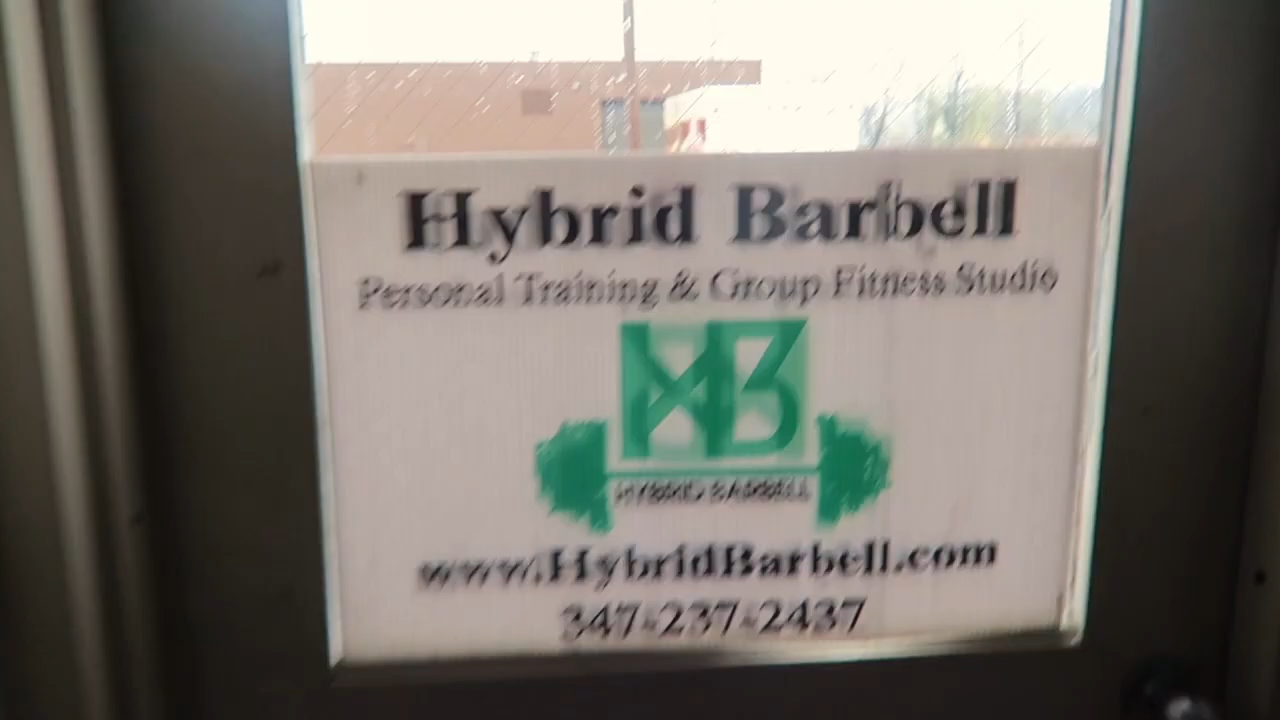 Hybrid Barbell
Personal Training & Group Fitness Studio
HB
HYBRID BARBELL
www.HybridBarbell.com
347-237-2437